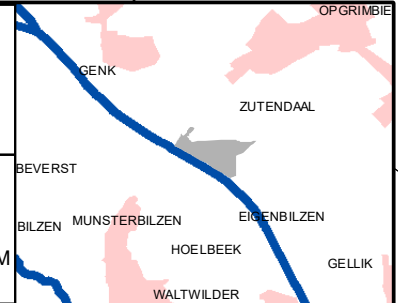 OPGRIMBIE
GENK
ZUTENDAAL
BEVERST
MUNSTERBILZEN
EIGENBILZEN
BILZEN
HOELBEEK
M
GELLIK
WALTWILDER